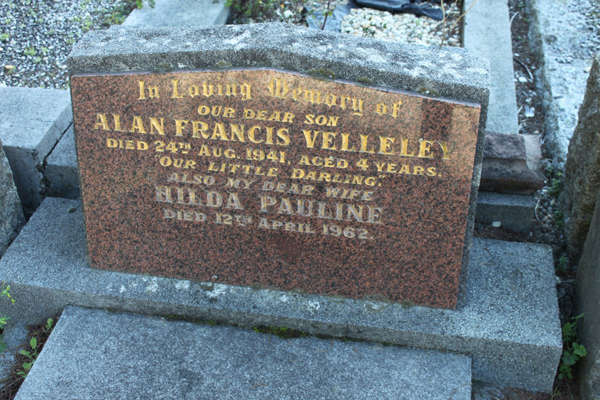 In Loving Memory of
OUR DEAR SON
ALAN FRANCIS VELLELEY
DIED 24TH AUG. 1941. AGED 4 YEARS.
OUR LITTLE DARLING.
ALSO MY DEAR WIFE
HILDA PAULINE
DIED 12TH APRIL 1962.